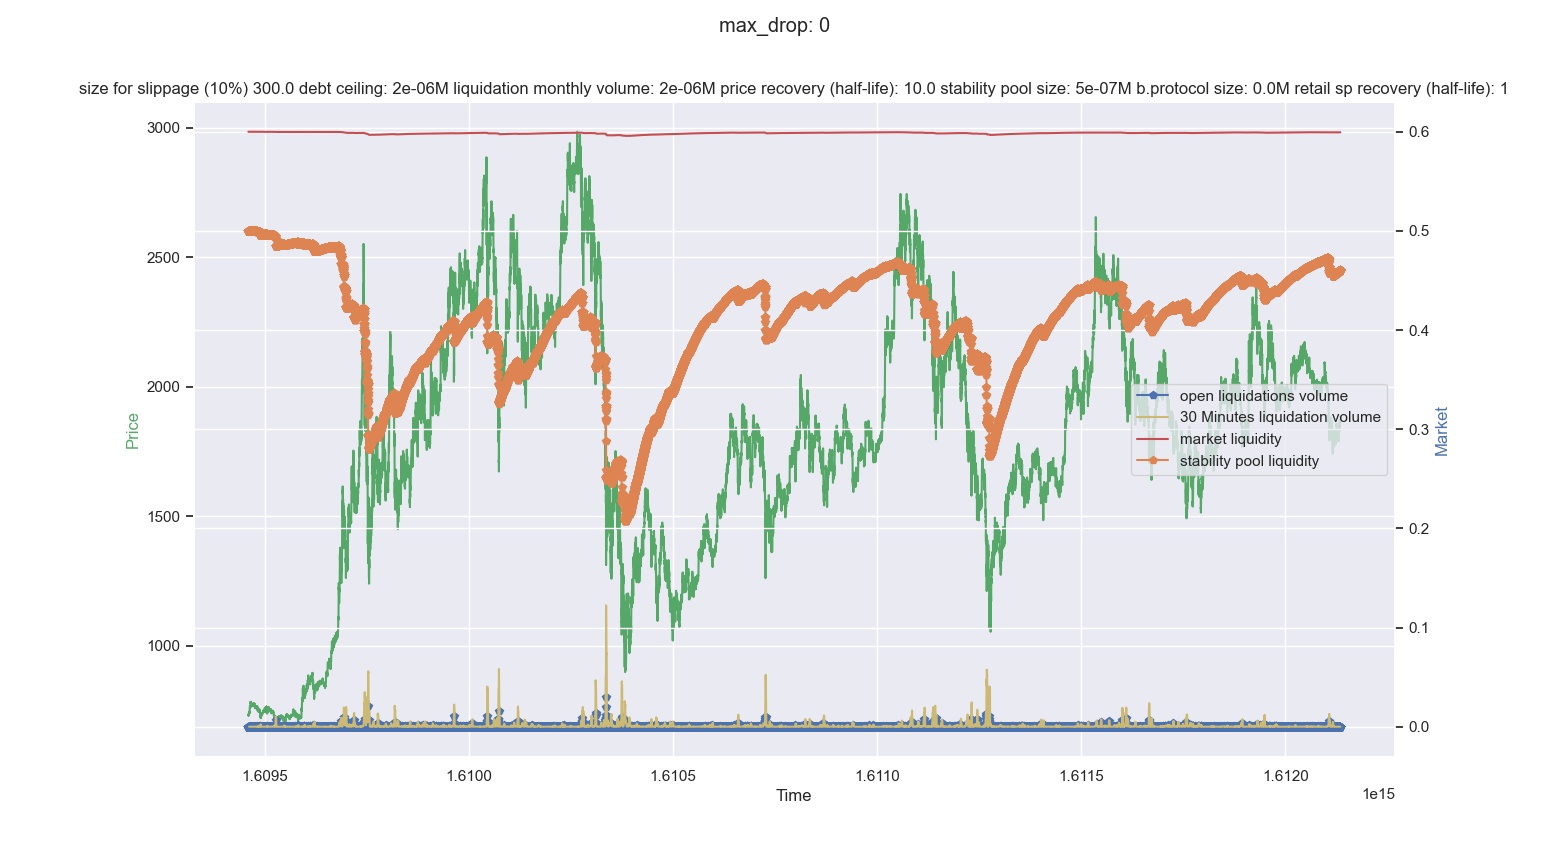 max_drop: 0
size for slippage (10%) 300.0 debt ceiling: 2e-06M liquidation monthly volume: 2e-06M price recovery (half-life): 10.0 stability pool size: 5e-07M b.protocol size: 0.0M retail sp recovery (half-life): 1
3000
2500
2000
1500
1000
Price
0.6
0.5
0.4
0.3
0.2
0.1
0.0
Market
open liquidations volume
30 Minutes liquidation volume
market liquidity
stability pool liquidity
1.6095 1.6100 1.6105 1.6110 1.6115 1.6120
Time
1e15